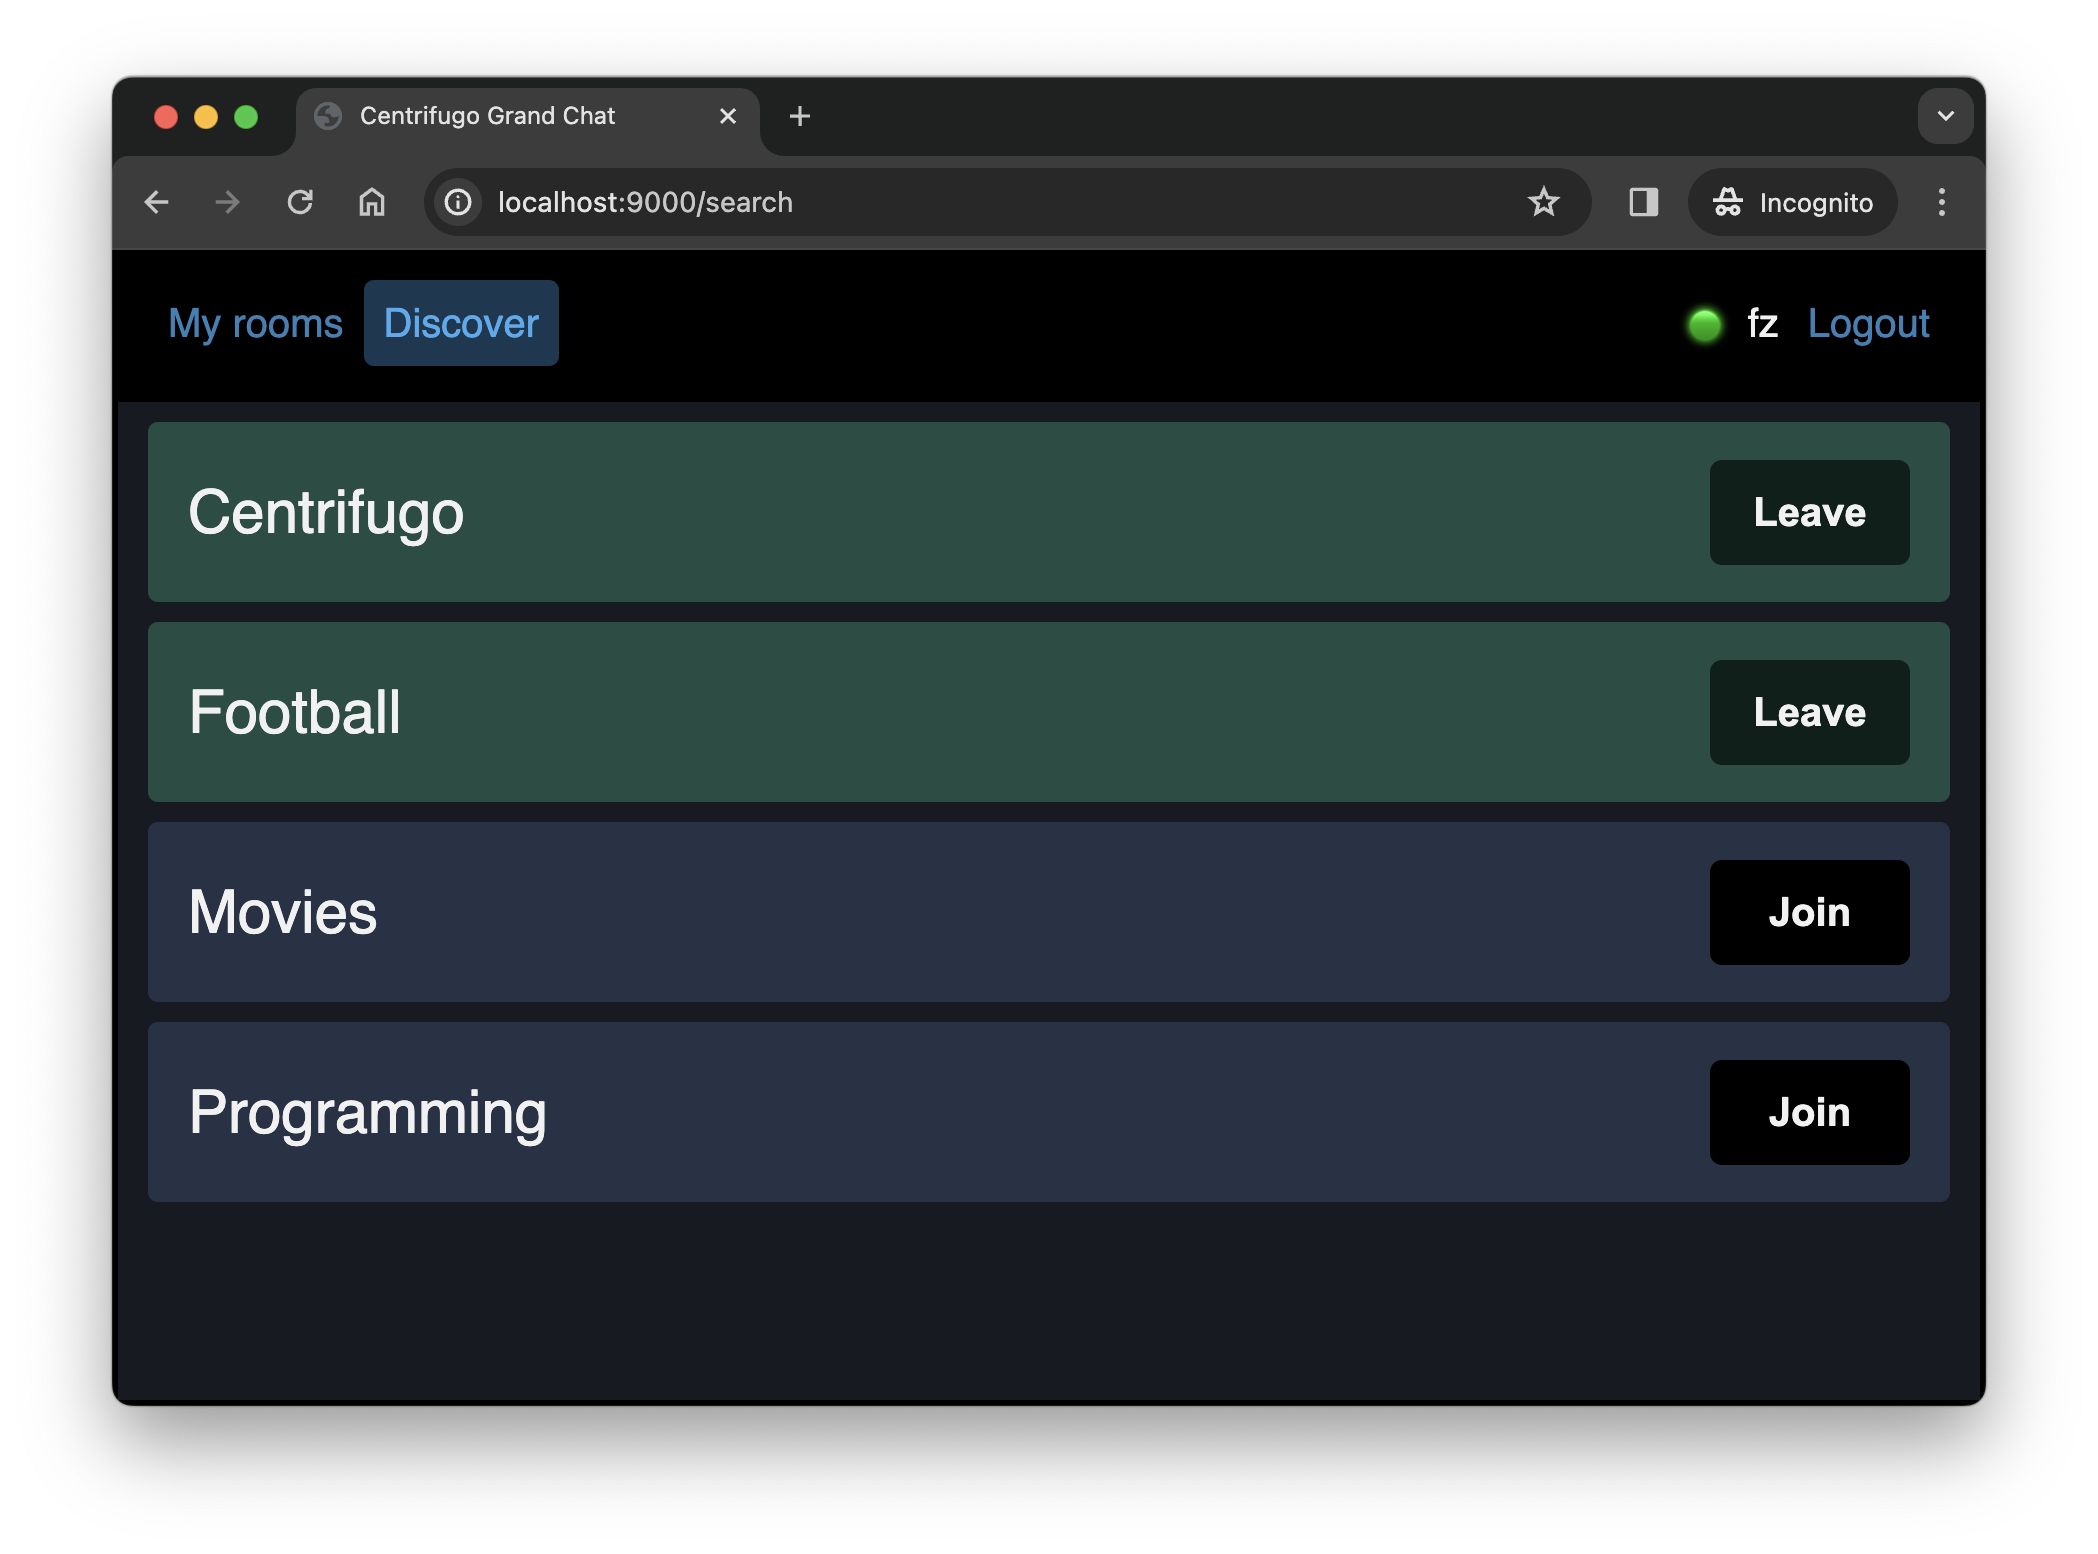 Centrifugo Grand Chat
localhost:9000/search
Incognito
My rooms Discover fz Logout
Centrifugo Leave
Football Leave
Movies Join
Programming Join